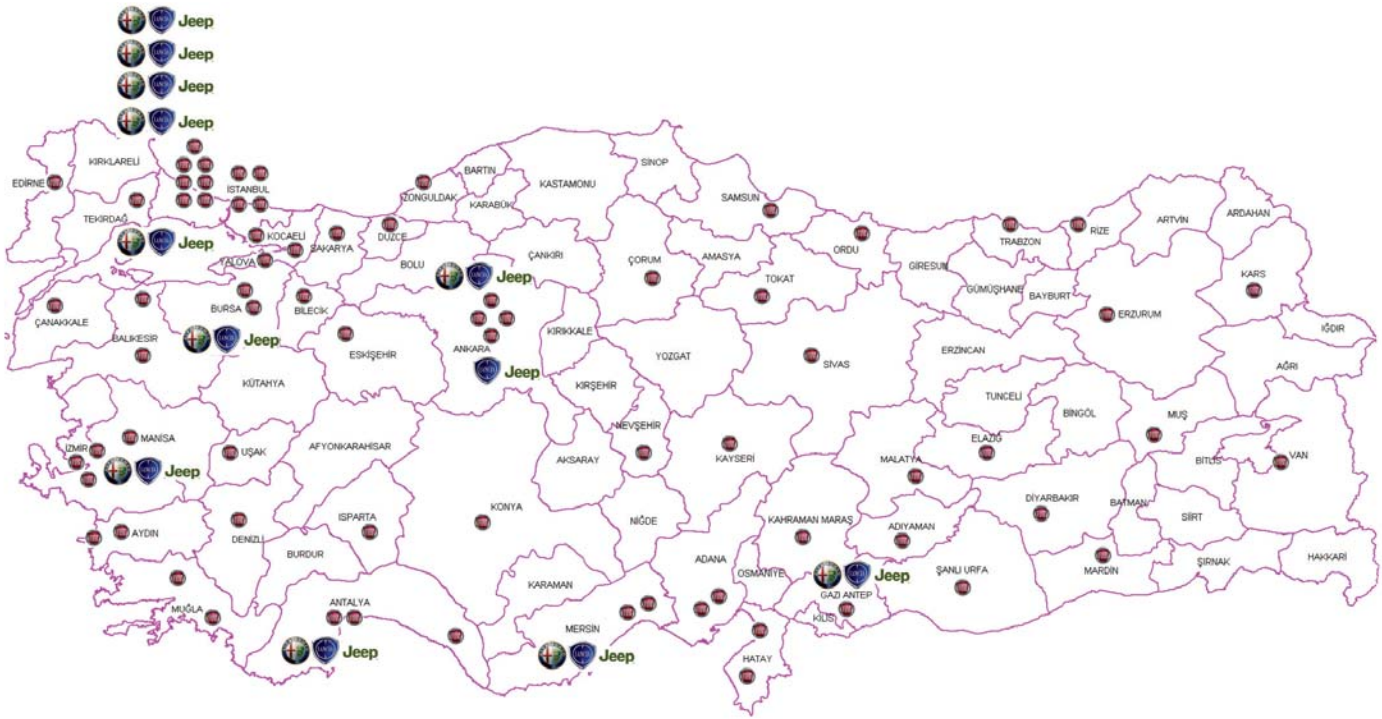 Jeep
Jeep
Jeep
Jeep
KIRKLARELİ
EDİRNE
İSTANBUL
TEKİRDAĞ
Jeep
KOCAELİ
SAKARYA
YALOVA
DÜZCE
ZONGULDAK
BARTIN
KARABÜK
KASTAMONU
SİNOP
SAMSUN
BOLU
ÇANKIRI
Jeep
ÇORUM
AMASYA
TOKAT
ORDU
GİRESUN
TRABZON
GÜMÜŞHANE
BAYBURT
RİZE
ARTVİN
ARDAHAN
KARS
IĞDIR
ERZURUM
AĞRI
ÇANAKKALE
BALIKESİR
BURSA
Jeep
BİLECİK
ESKİŞEHİR
ANKARA
Jeep
KIRIKKALE
YOZGAT
SİVAS
ERZİNCAN
TUNCELİ
BİNGÖL
MUŞ
KÜTAHYA
KIRŞEHİR
NEVŞEHİR
KAYSERİ
MALATYA
ELAZIĞ
BİTLİS
VAN
İZMİR
MANİSA
Jeep
UŞAK
AFYONKARAHİSAR
AKSARAY
KONYA
NİĞDE
KAHRAMAN MARAŞ
ADIYAMAN
DİYARBAKIR
BATMAN
SİİRT
AYDIN
DENİZLİ
ISPARTA
BURDUR
KARAMAN
ADANA
OSMANİYE
Jeep
GAZİ ANTEP
KİLİS
ŞANLI URFA
MARDİN
ŞIRNAK
HAKKARİ
MUĞLA
ANTALYA
Jeep
MERSİN
Jeep
HATAY